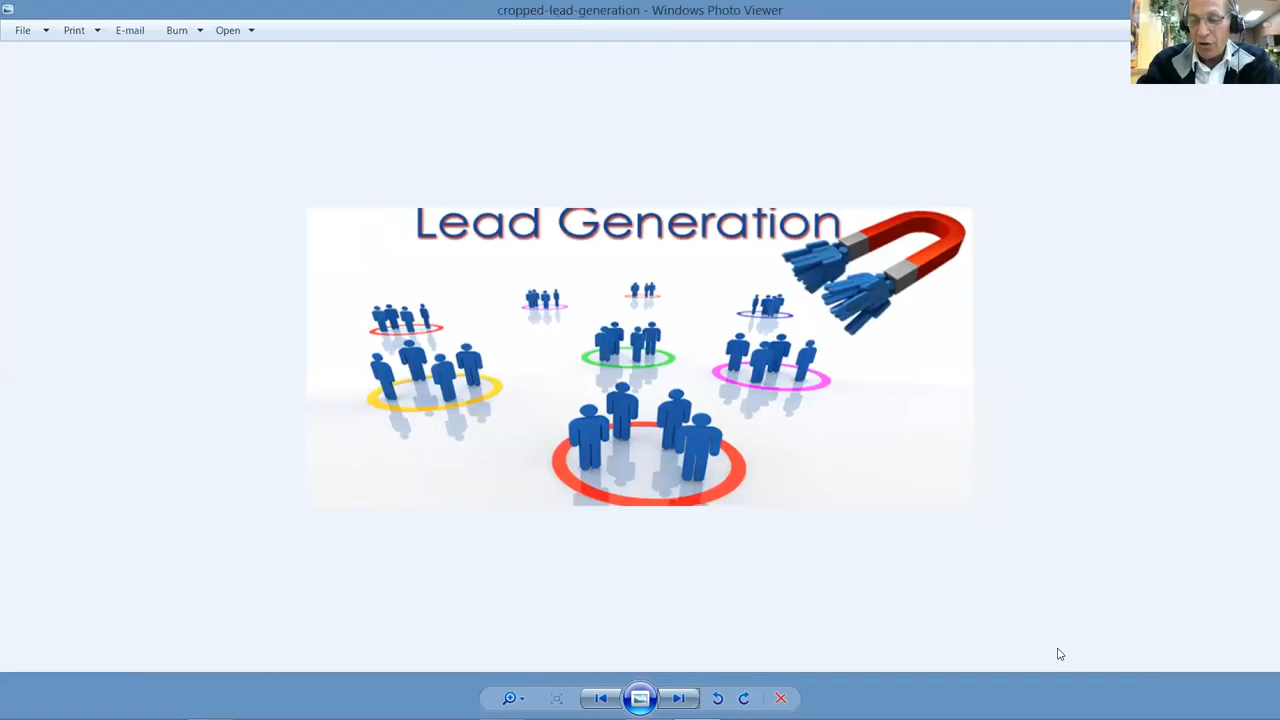 cropped-lead-generation - Windows Photo Viewer
File Print E-mail Burn Open
Lead Generation